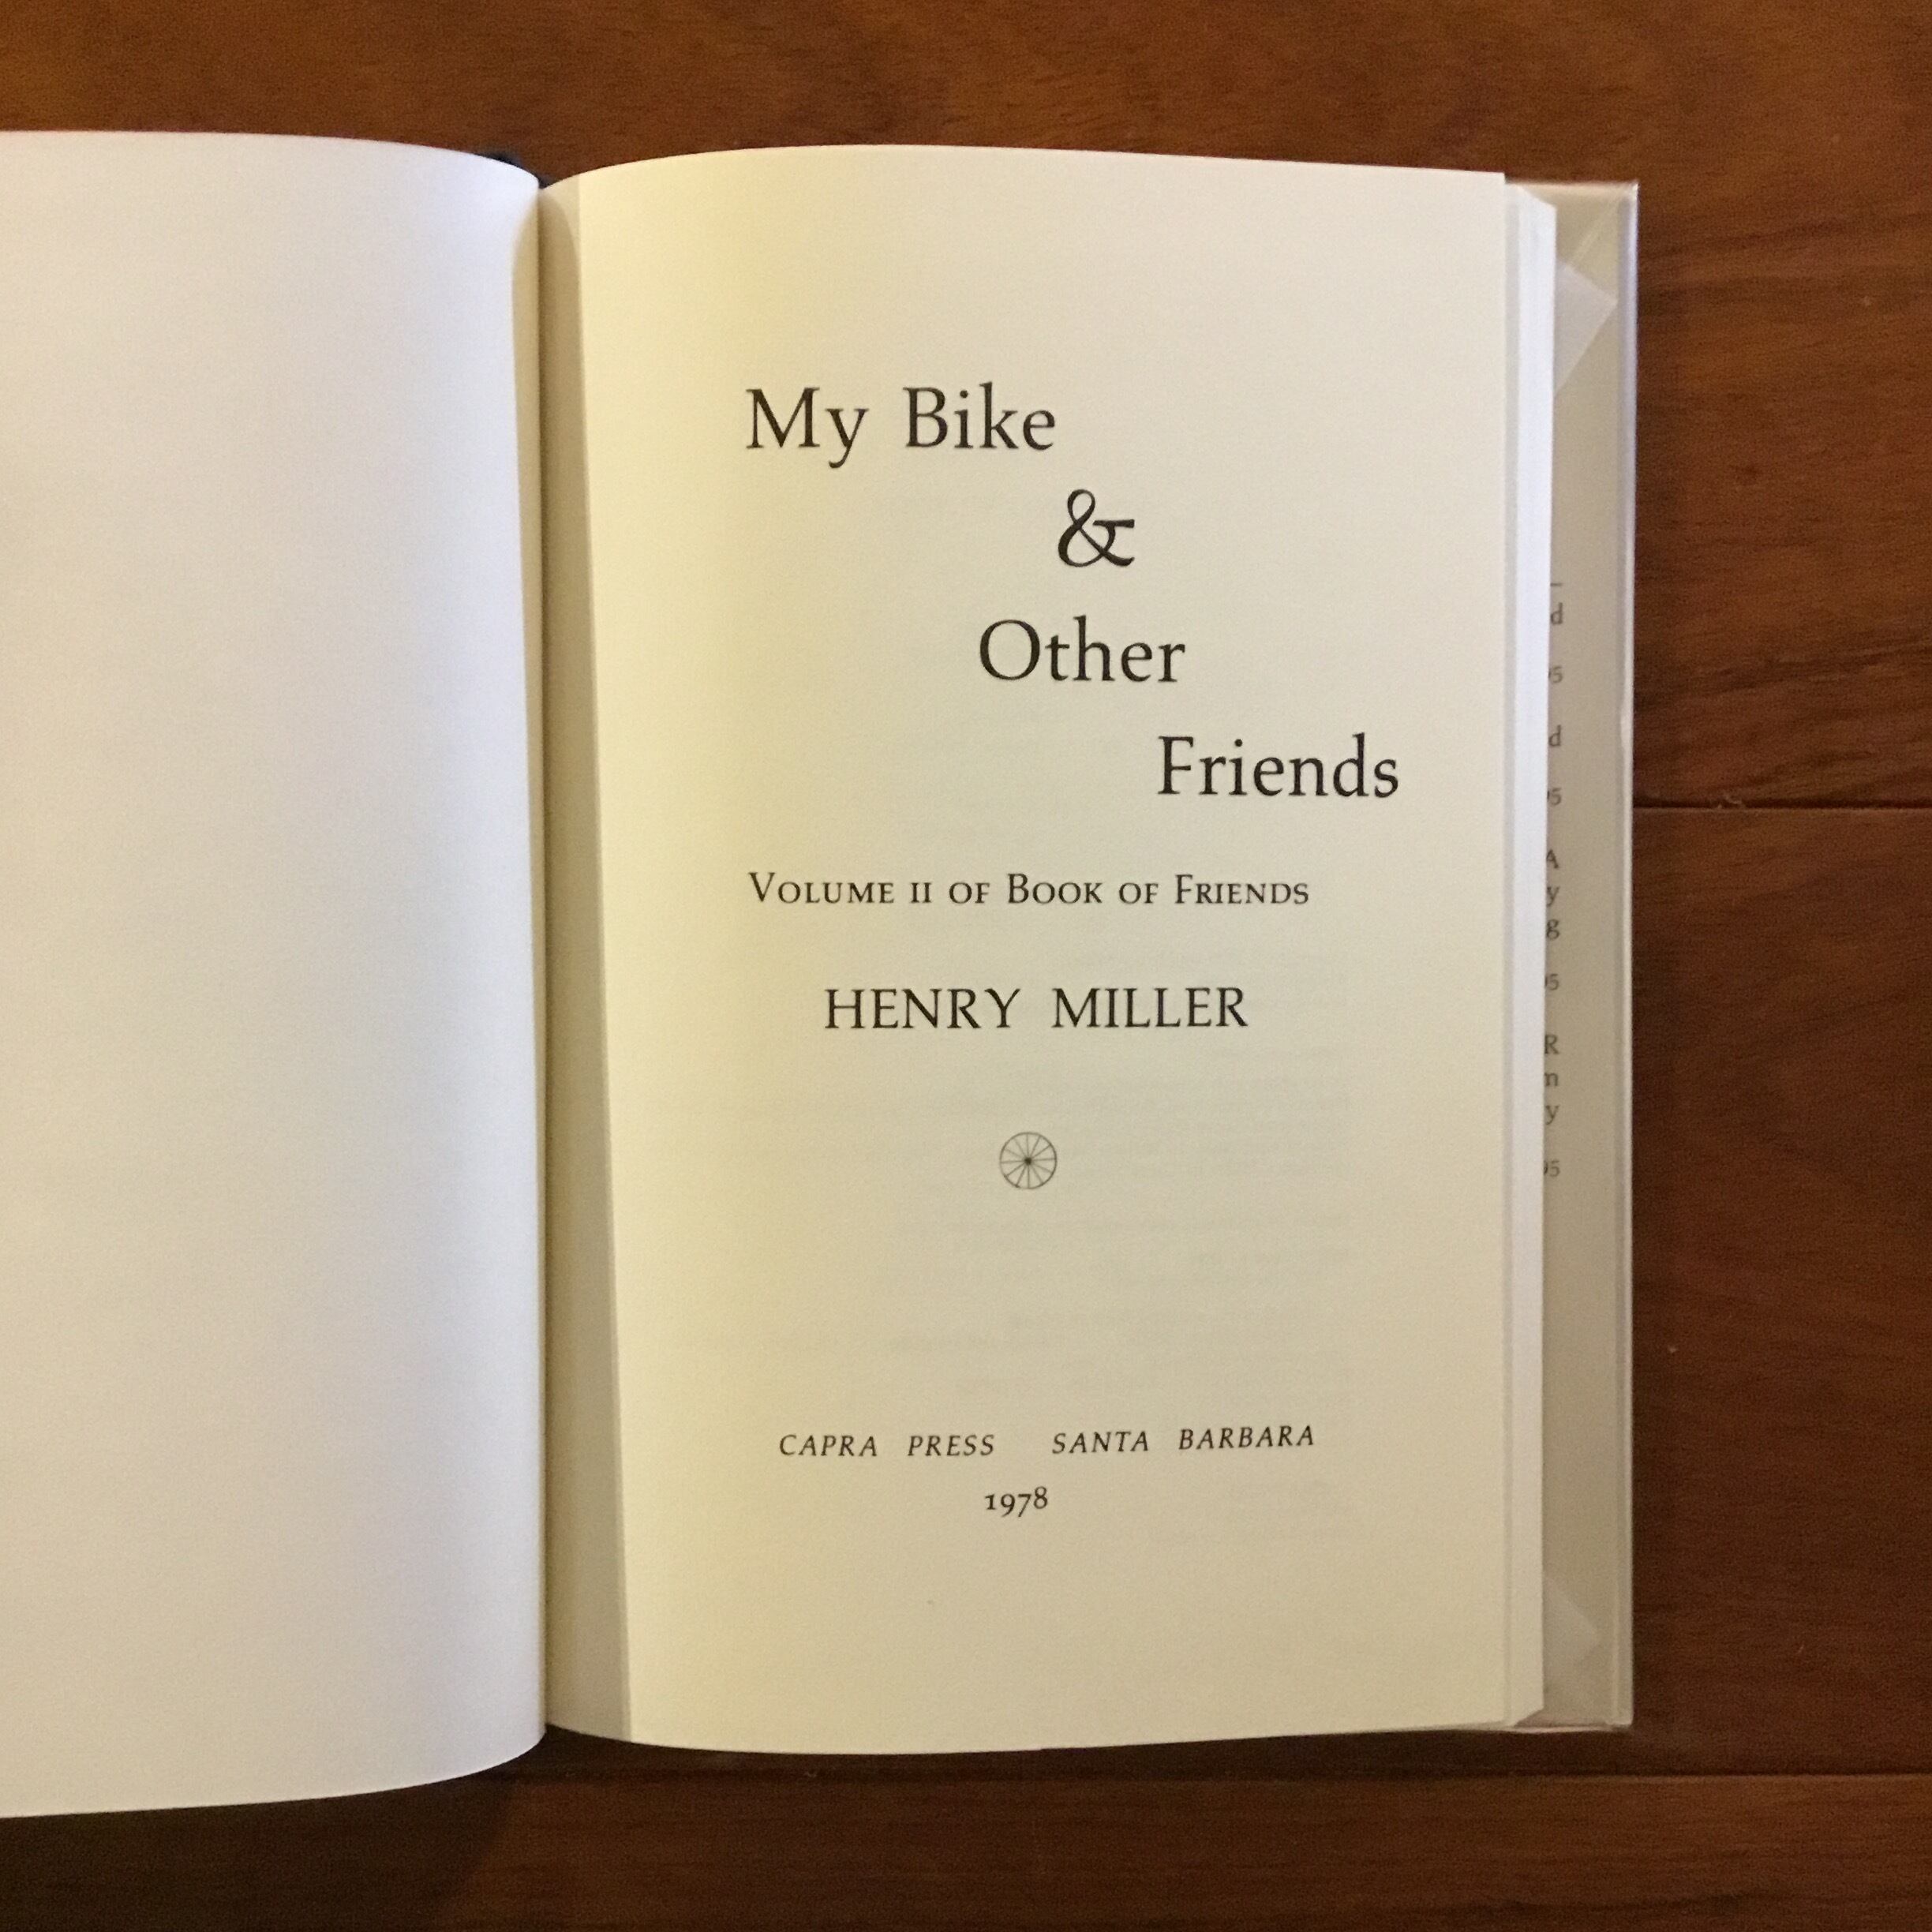 My Bike
&
Other
Friends
Volume II of Book of Friends
HENRY MILLER
CAPRA PRESS SANTA BARBARA
1978